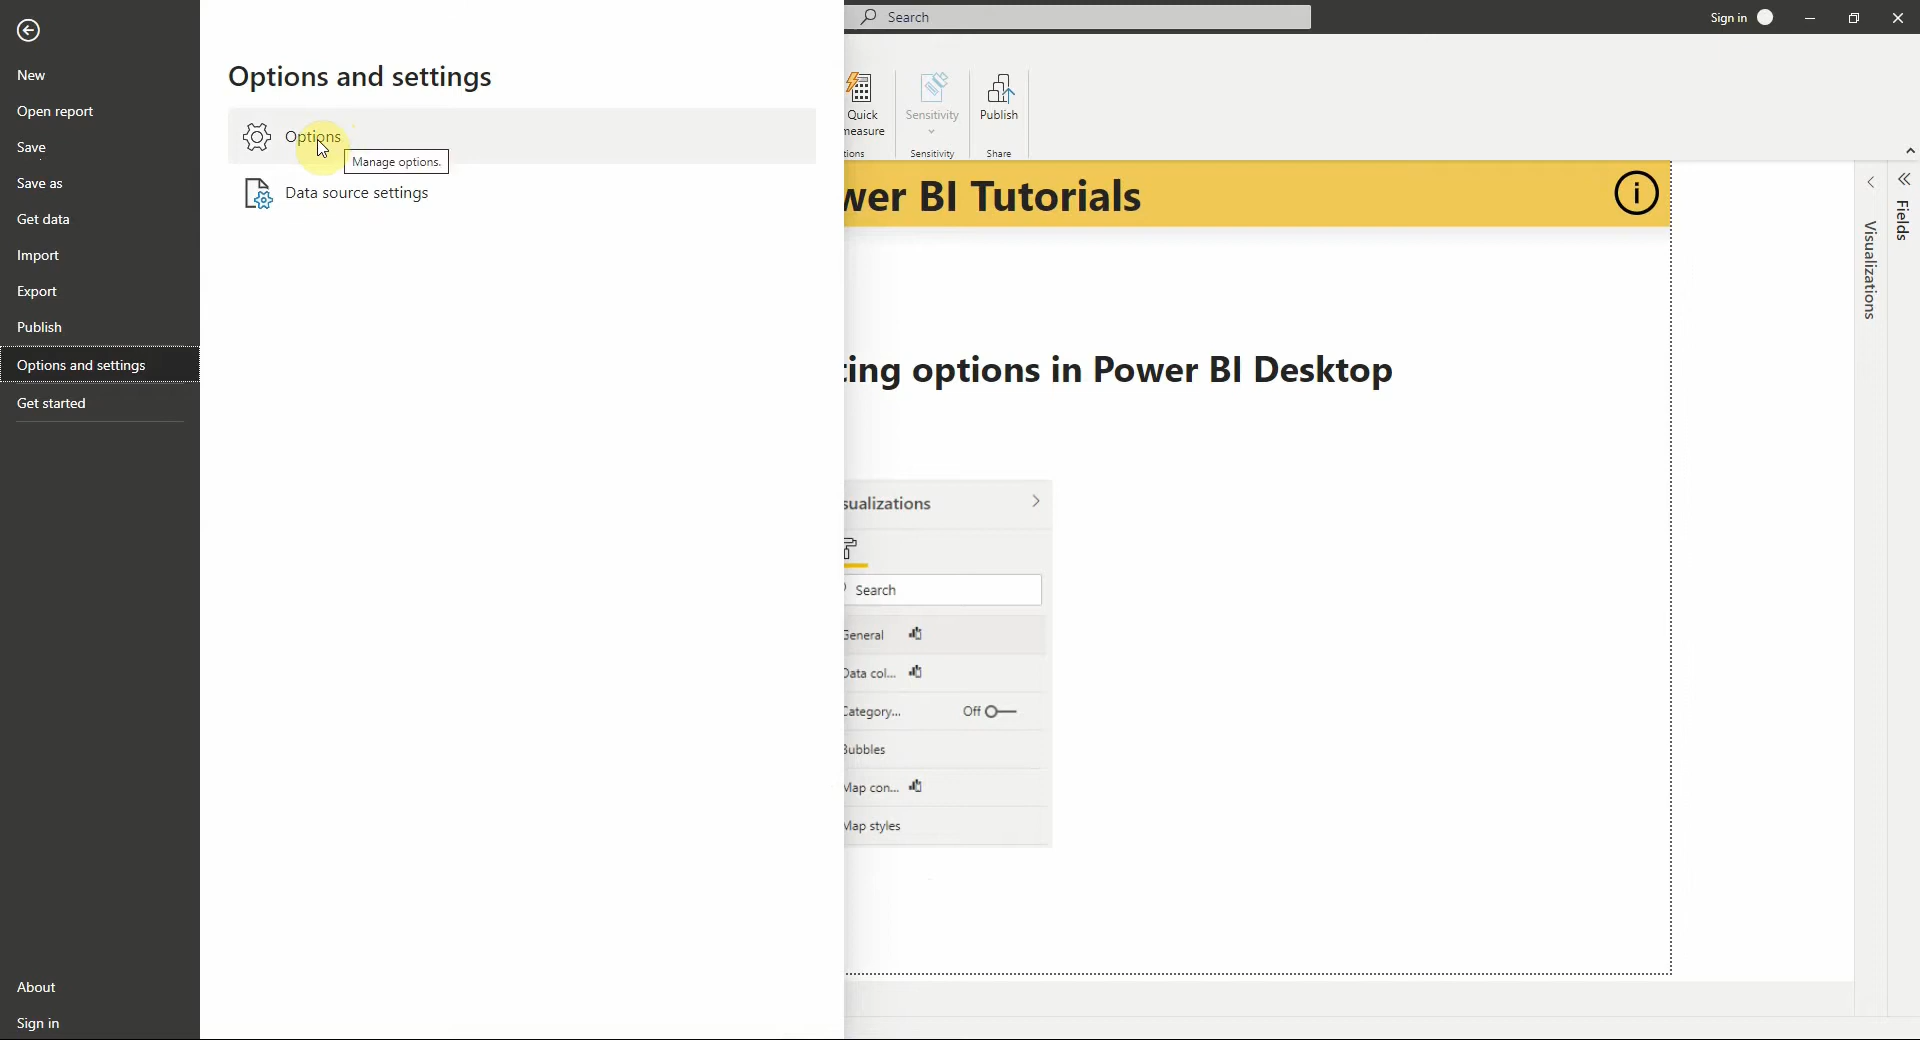 Search
Sign in
New
Open report
Save
Save as
Get data
Import
Export
Publish
Options and settings
Get started
About
Sign in
Options and settings
Options
Manage options.
Data source settings
Quick
measure
Sensitivity
Publish
Sensitivity
Share
BI Tutorials
options in Power BI Desktop
Search
General
Data col...
Category...
Off
Bubbles
Map con...
Map styles
Visualizations
Fields